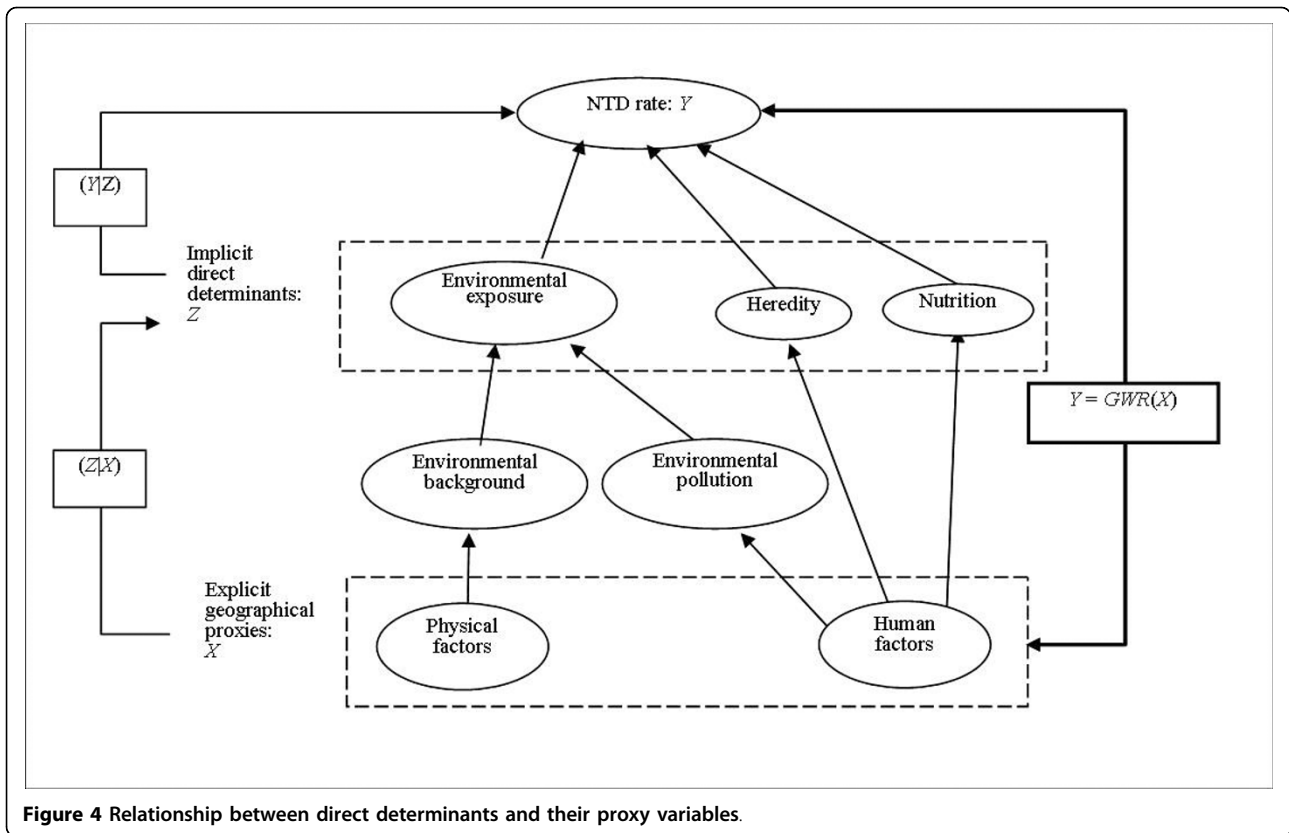 NTD rate: Y
(Y|Z)
Implicit
direct
determinants:
Z
Environmental
exposure
Heredity
Nutrition
Y = GWR(X)
(Z|X)
Environmental
background
Environmental
pollution
Explicit
geographical
proxies:
X
Physical
factors
Human
factors
Figure 4 Relationship between direct determinants and their proxy variables.